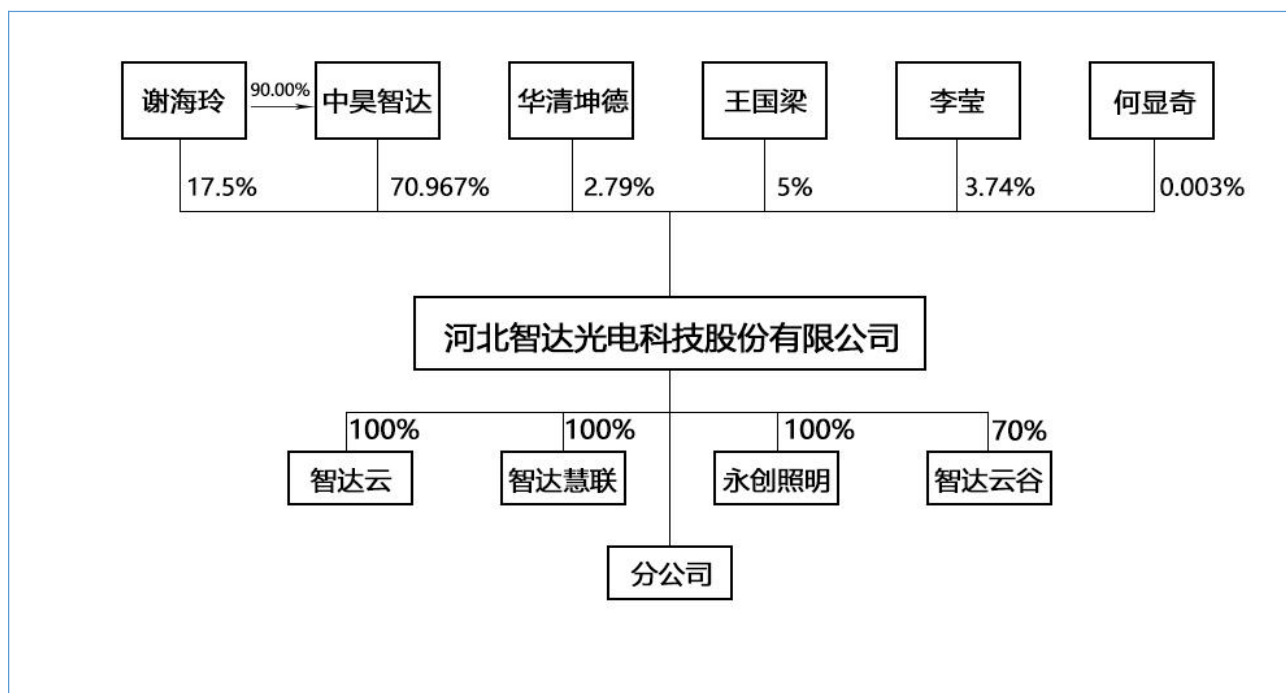 谢海玲
90.00%
中昊智达
华清坤德
王国梁
李莹
何显奇
17.5%
70.967%
2.79%
5%
3.74%
0.003%
河北智达光电科技股份有限公司
100%
100%
100%
70%
智达云
智达慧联
永创照明
智达云谷
分公司